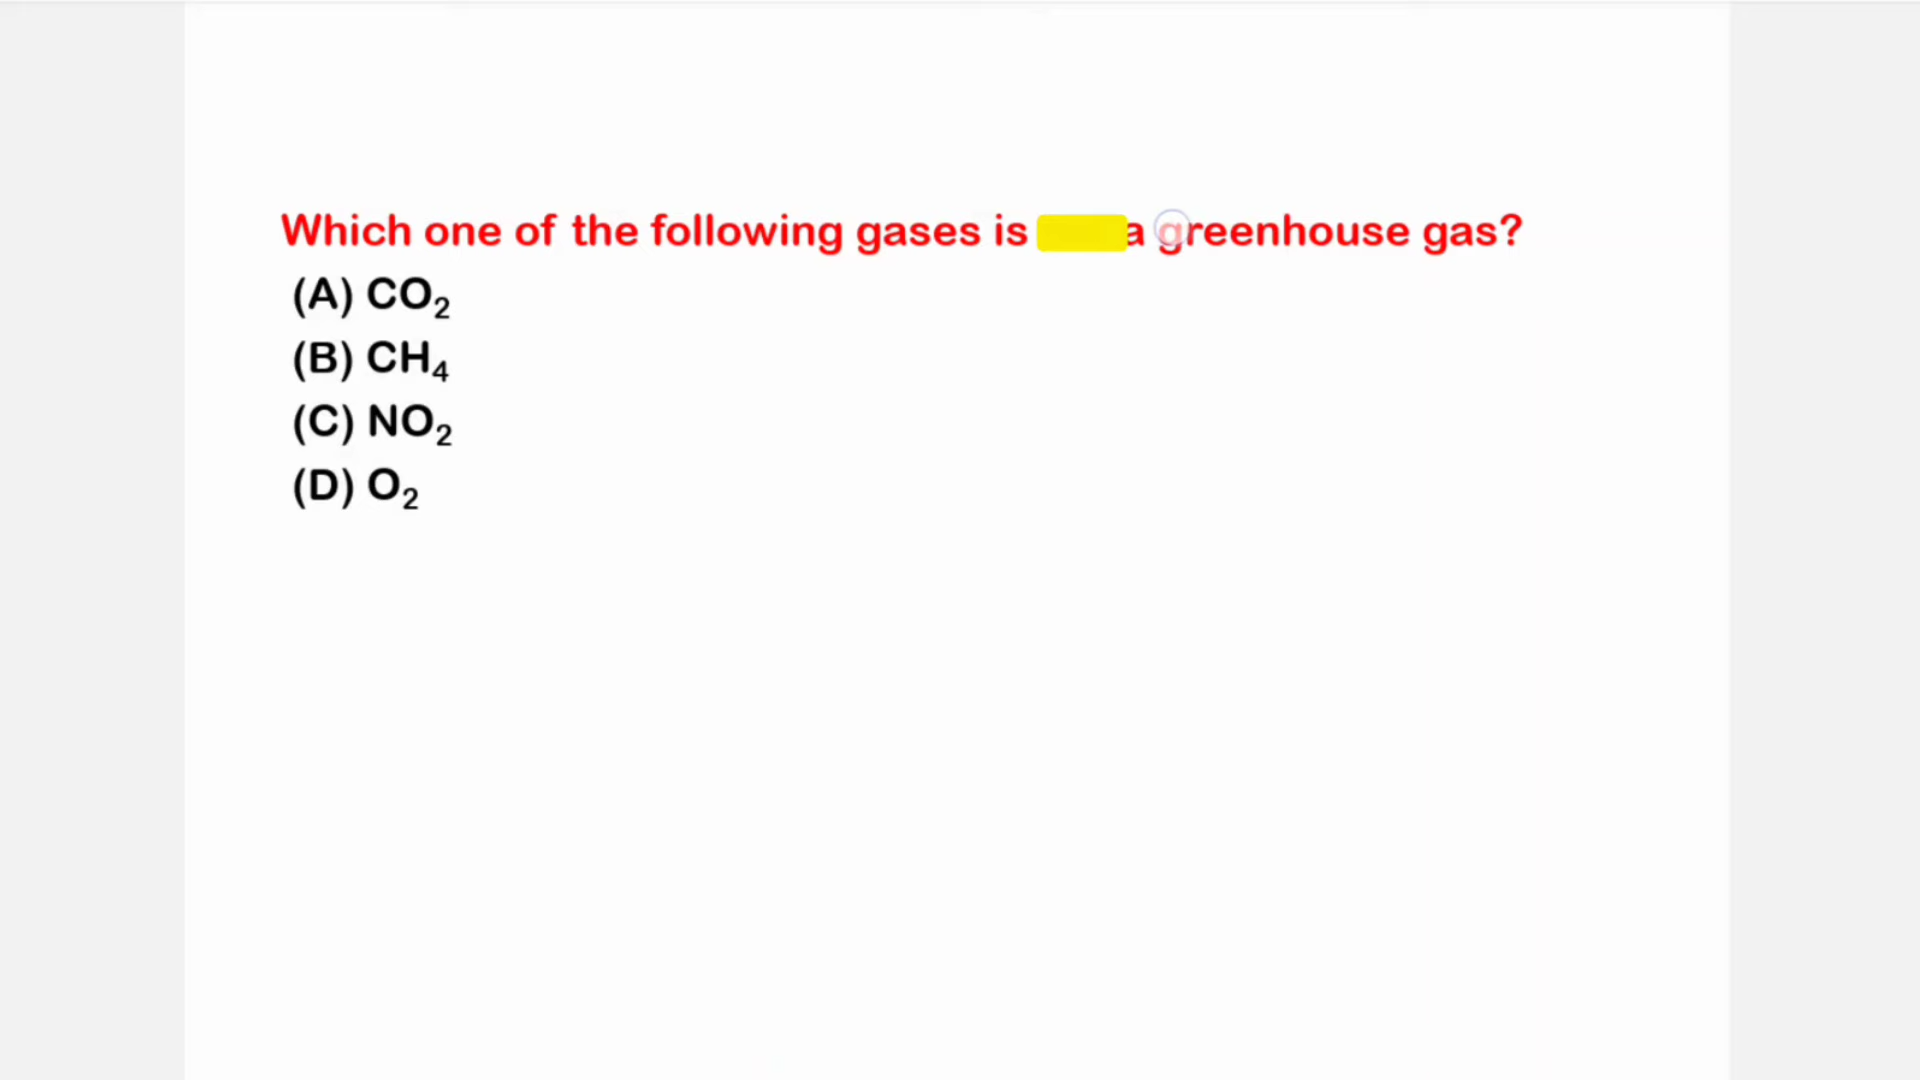 Which one of the following gases is a greenhouse gas?
(A) CO₂
(B) CH₄
(C) NO₂
(D) O₂